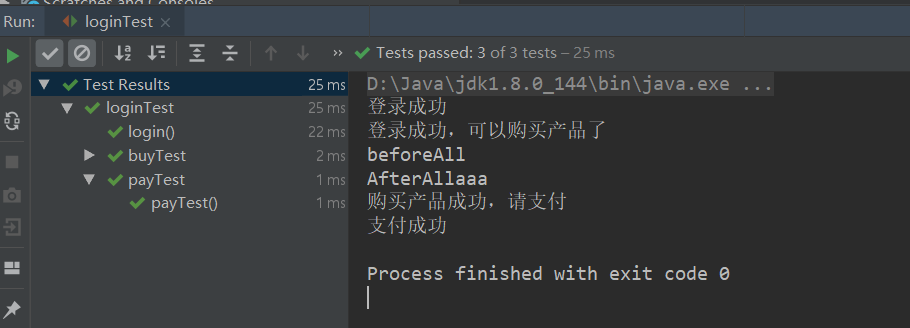 Scratches and Consoles
Run:
loginTest
Tests passed: 3 of 3 tests – 25 ms
Test Results 25 ms
loginTest 25 ms
login() 22 ms
buyTest 2 ms
payTest 1 ms
payTest() 1 ms
D:\Java\jdk1.8.0_144\bin\java.exe ...
登录成功
登录成功，可以购买产品了
beforeAll
AfterAllaaa
购买产品成功，请支付
支付成功
Process finished with exit code 0